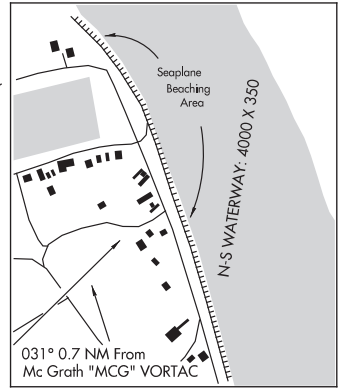 Seaplane
Beaching
Area
N-S WATERWAY: 4000 X 350
031° 0.7 NM From
Mc Grath "MCG" VORTAC